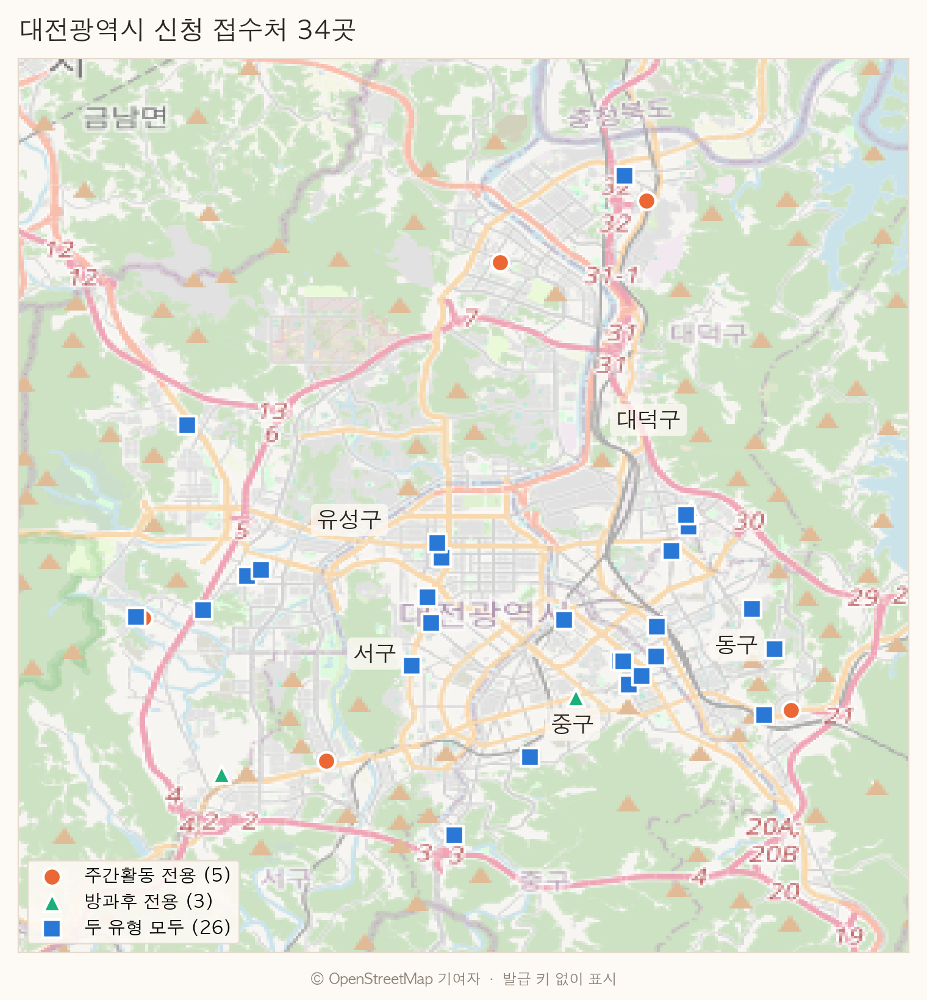 대전광역시 신청 접수처 34곳
시
금남면
충청북도
32
32
12
12
31-1
7
31
대덕구
31
13
6
대덕구
유성구
5
30
29
2
대전광역시
서구
동구
중구
21
4
4
2
2
20A;
20B
3
3
4
서구
중구
20
19
주간활동 전용 (5)
방과후 전용 (3)
두 유형 모두 (26)
© OpenStreetMap 기여자 · 발급 키 없이 표시